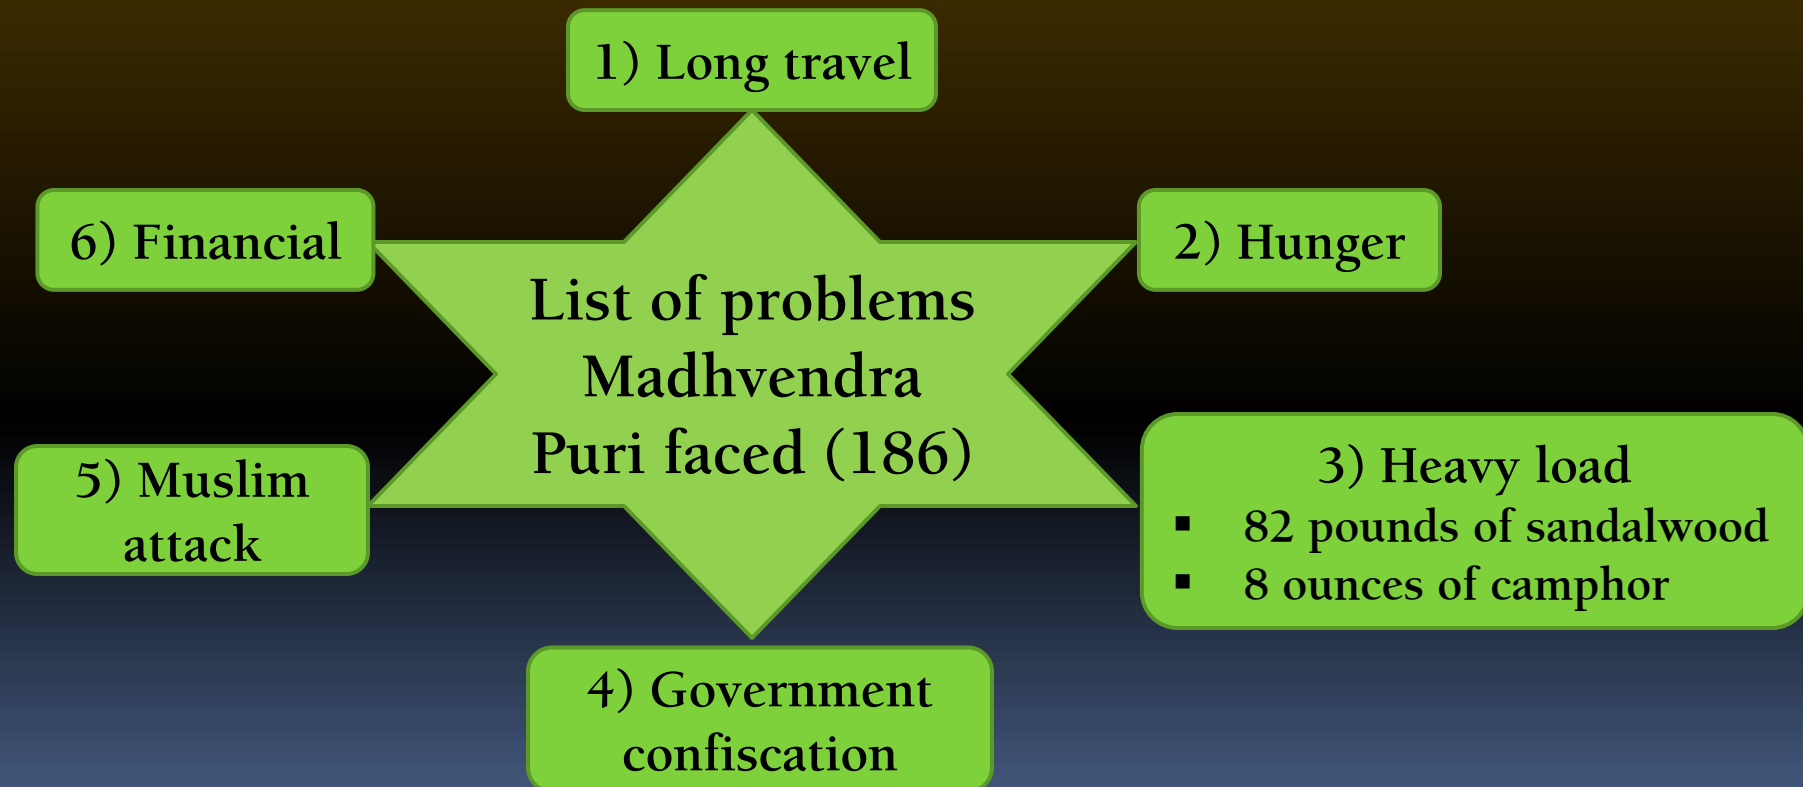 1) Long travel
6) Financial
2) Hunger
List of problems
Madhvendra
Puri faced (186)
5) Muslim
attack
3) Heavy load
▪ 82 pounds of sandalwood
▪ 8 ounces of camphor
4) Government
confiscation